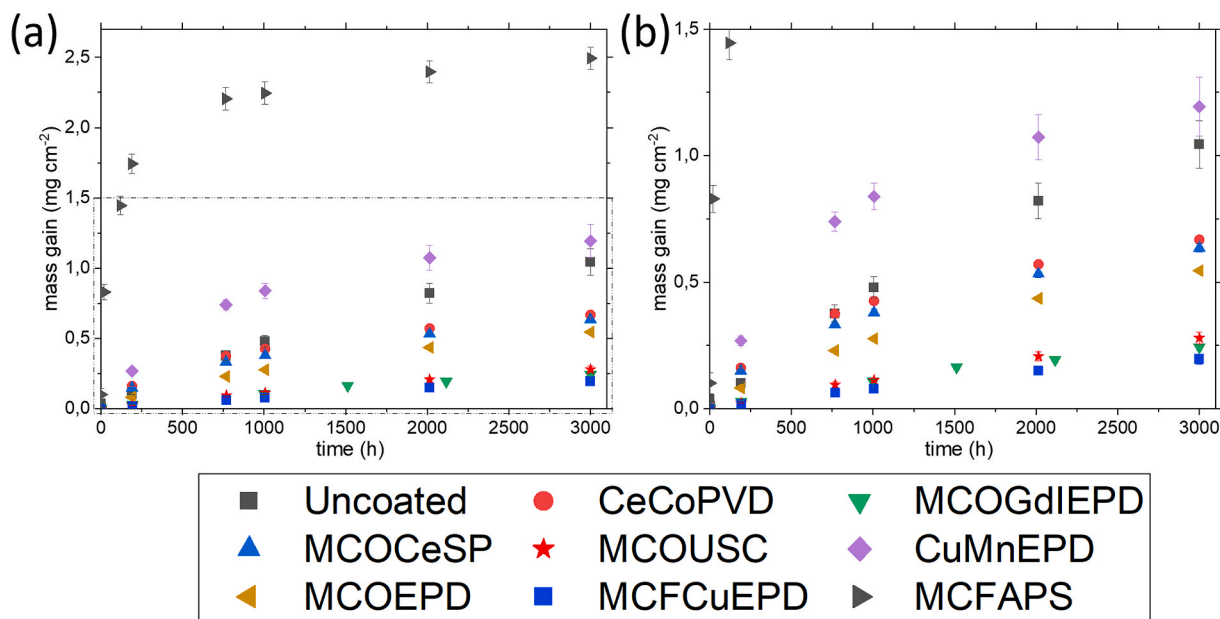 (a)
(b)
2,5
2,0
1,5
1,0
0,5
0,0
mass gain (mg cm⁻²)
0 500 1000 1500 2000 2500 3000
time (h)
1,5
1,0
0,5
0,0
mass gain (mg cm⁻²)
0 500 1000 1500 2000 2500 3000
time (h)
Uncoated CeCoPVD MCOGdIEPD
MCOCeSP MCOUSC CuMnEPD
MCOEPD MCFCuEPD MCFAPS